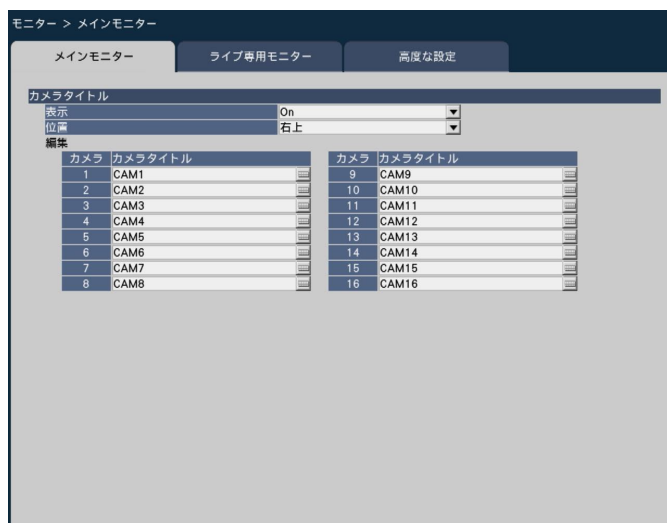 モニター > メインモニター
メインモニター ライブ専用モニター 高度な設定
カメラタイトル
表示 On
位置 右上
編集
カメラ カメラタイトル カメラ カメラタイトル
1 CAM1 9 CAM9
2 CAM2 10 CAM10
3 CAM3 11 CAM11
4 CAM4 12 CAM12
5 CAM5 13 CAM13
6 CAM6 14 CAM14
7 CAM7 15 CAM15
8 CAM8 16 CAM16